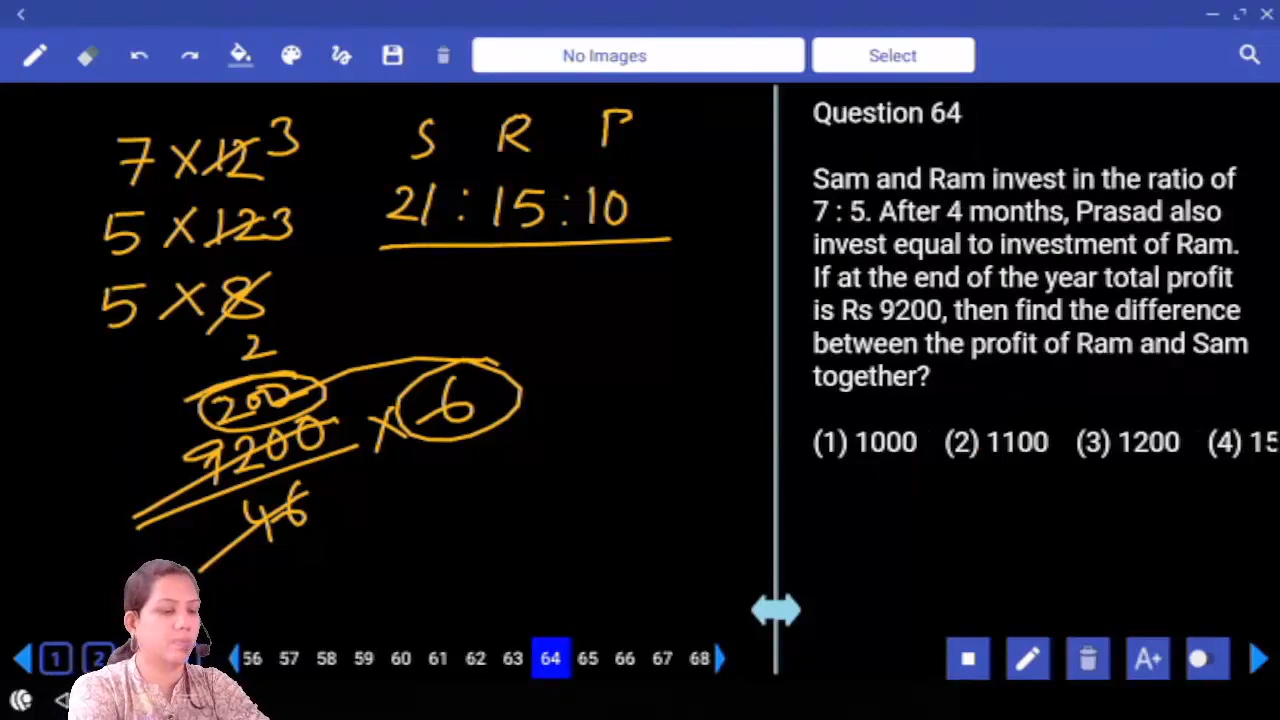 No Images
Select
7 × 12 3
5 × 12 3
5 × 8
2
S R P
21 : 15 : 10
200
9200 × 6
46
Question 64
Sam and Ram invest in the ratio of
7 : 5. After 4 months, Prasad also
invest equal to investment of Ram.
If at the end of the year total profit
is Rs 9200, then find the difference
between the profit of Ram and Sam
together?
(1) 1000 (2) 1100 (3) 1200 (4) 15
1 2
56 57 58 59 60 61 62 63 64 65 66 67 68
A+